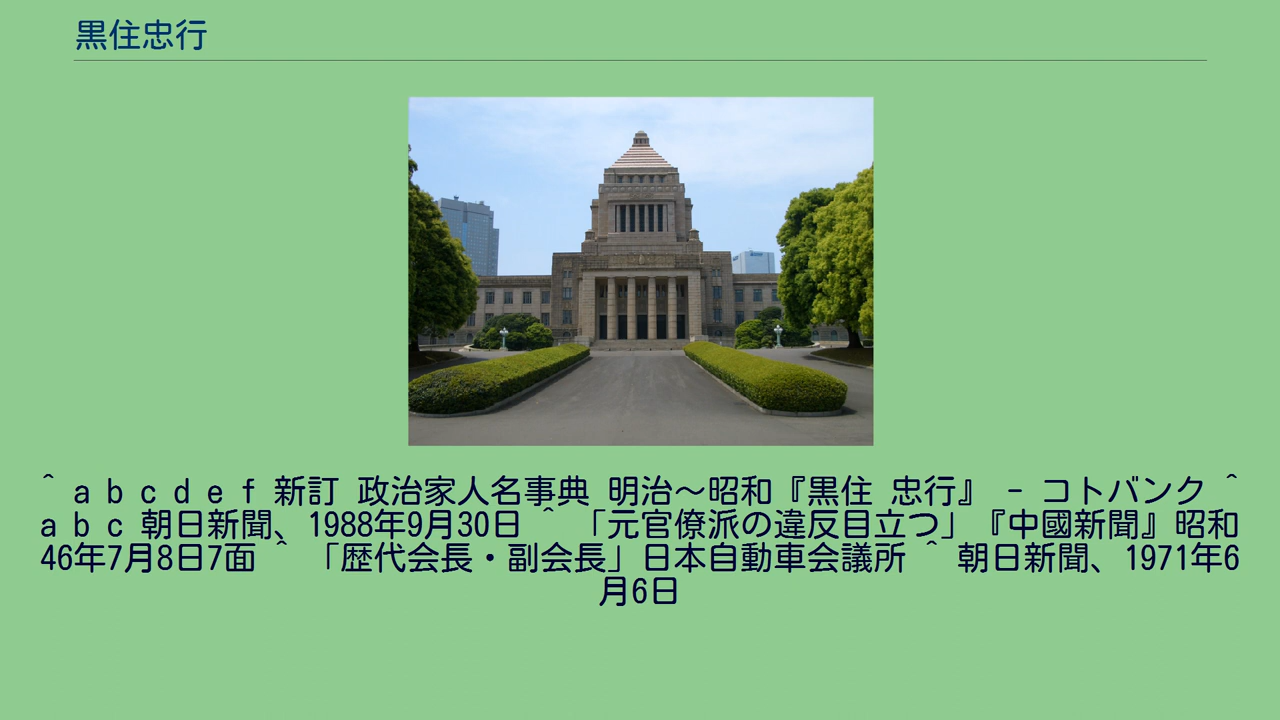 黒住忠行
^ a b c d e f 新訂 政治家人名事典 明治〜昭和『黒住 忠行』 - コトバンク ^
a b c 朝日新聞、1988年9月30日 ^ 「元官僚派の違反目立つ」『中國新聞』昭和
46年7月8日7面 ^ 「歴代会長・副会長」日本自動車会議所 ^ 朝日新聞、1971年6
月6日